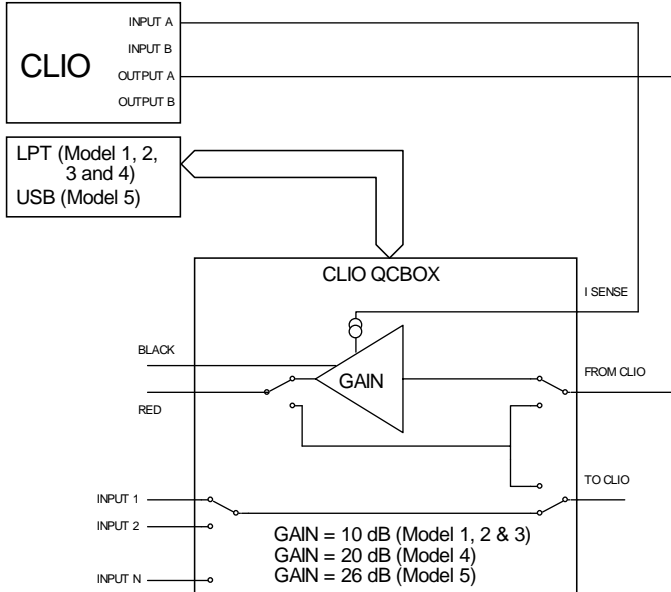 INPUT A
INPUT B
CLIO
OUTPUT A
OUTPUT B
LPT (Model 1, 2,
3 and 4)
USB (Model 5)
CLIO QCBOX
I SENSE
BLACK
GAIN
FROM CLIO
RED
TO CLIO
INPUT 1
INPUT 2
INPUT N
GAIN = 10 dB (Model 1, 2 & 3)
GAIN = 20 dB (Model 4)
GAIN = 26 dB (Model 5)